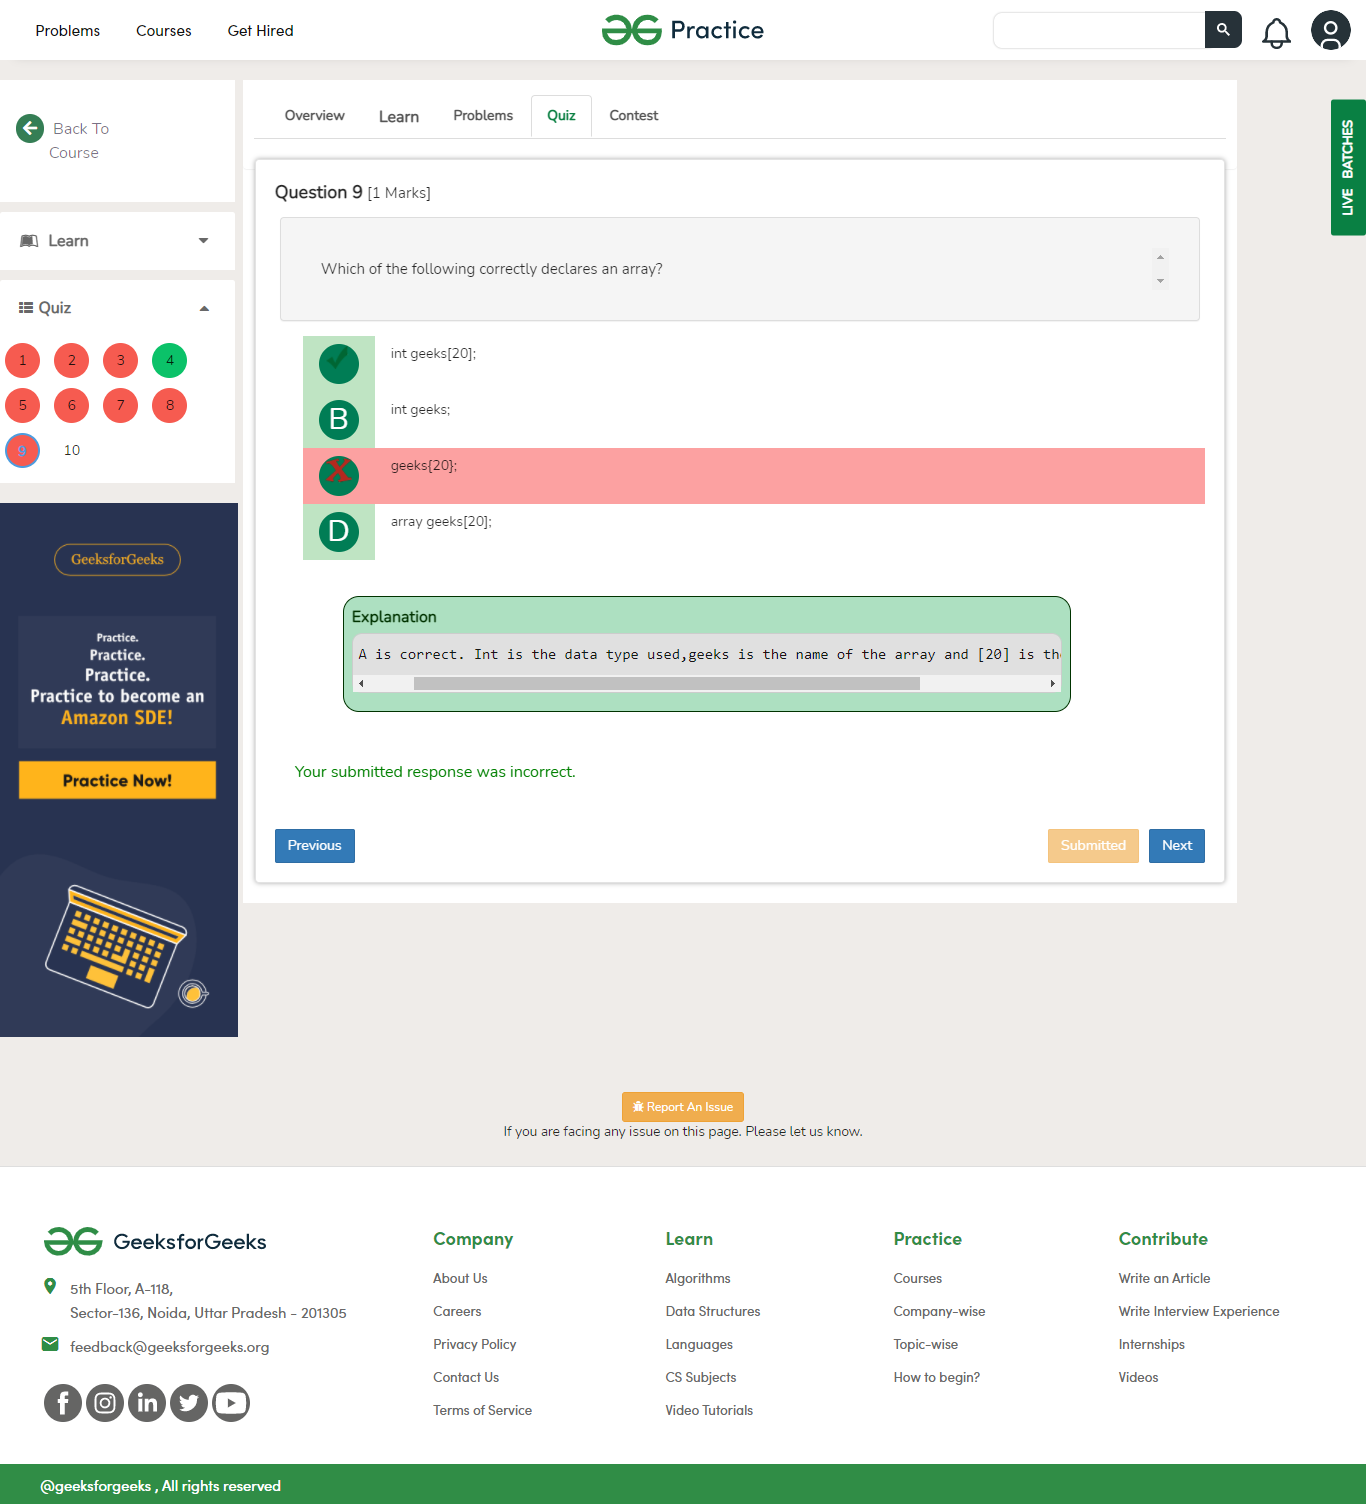 Problems
Courses
Get Hired
Practice
Back To
Course
Learn
Quiz
1
2
3
4
5
6
7
8
9
10
GeeksforGeeks
Practice.
Practice.
Practice.
Practice to become an
Amazon SDE!
Practice Now!
Overview
Learn
Problems
Quiz
Contest
Question 9 [1 Marks]
Which of the following correctly declares an array?
int geeks[20];
B
int geeks;
X
geeks{20};
D
array geeks[20];
Explanation
A is correct. Int is the data type used,geeks is the name of the array and [20] is the
Your submitted response was incorrect.
Previous
Submitted
Next
LIVE BATCHES
Report An Issue
If you are facing any issue on this page. Please let us know.
GeeksforGeeks
5th Floor, A-118,
Sector-136, Noida, Uttar Pradesh - 201305
feedback@geeksforgeeks.org
Company
About Us
Careers
Privacy Policy
Contact Us
Terms of Service
Learn
Algorithms
Data Structures
Languages
CS Subjects
Video Tutorials
Practice
Courses
Company-wise
Topic-wise
How to begin?
Contribute
Write an Article
Write Interview Experience
Internships
Videos
@geeksforgeeks , All rights reserved